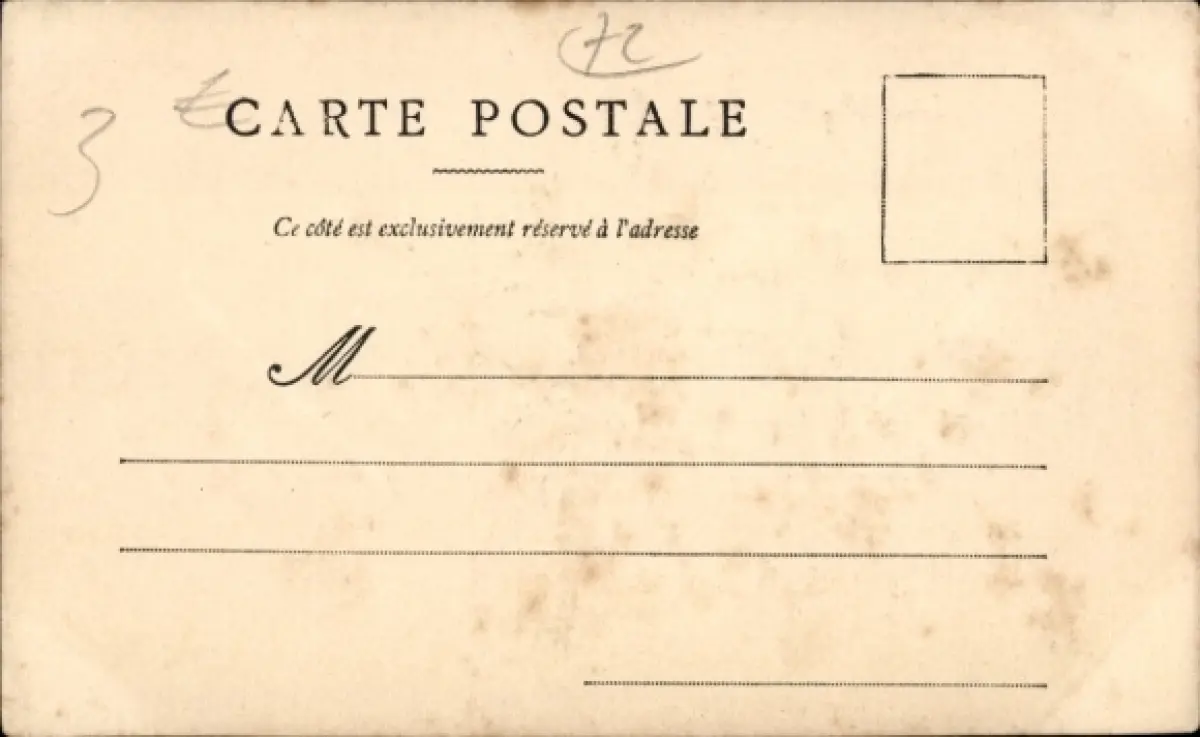 72
3 €
CARTE POSTALE
Ce côté est exclusivement réservé à l'adresse
M